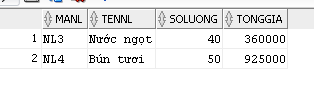 MANL TENNL SOLUONG TONGGIA
1 NL3 Nước ngọt 40 360000
2 NL4 Bún tươi 50 925000